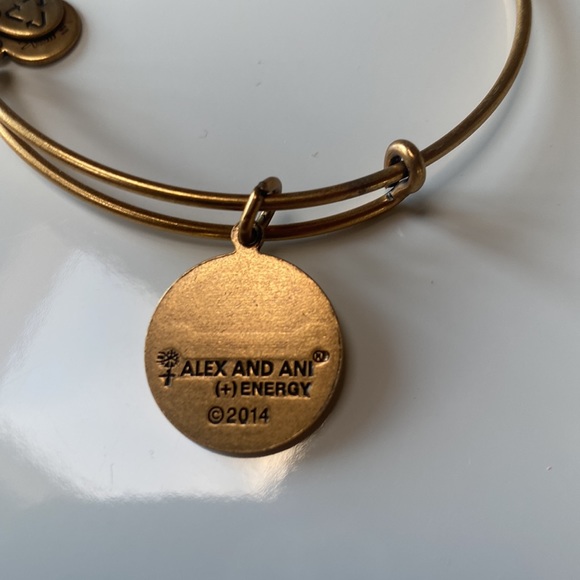 ALEX AND ANI®
(+) ENERGY
©2014